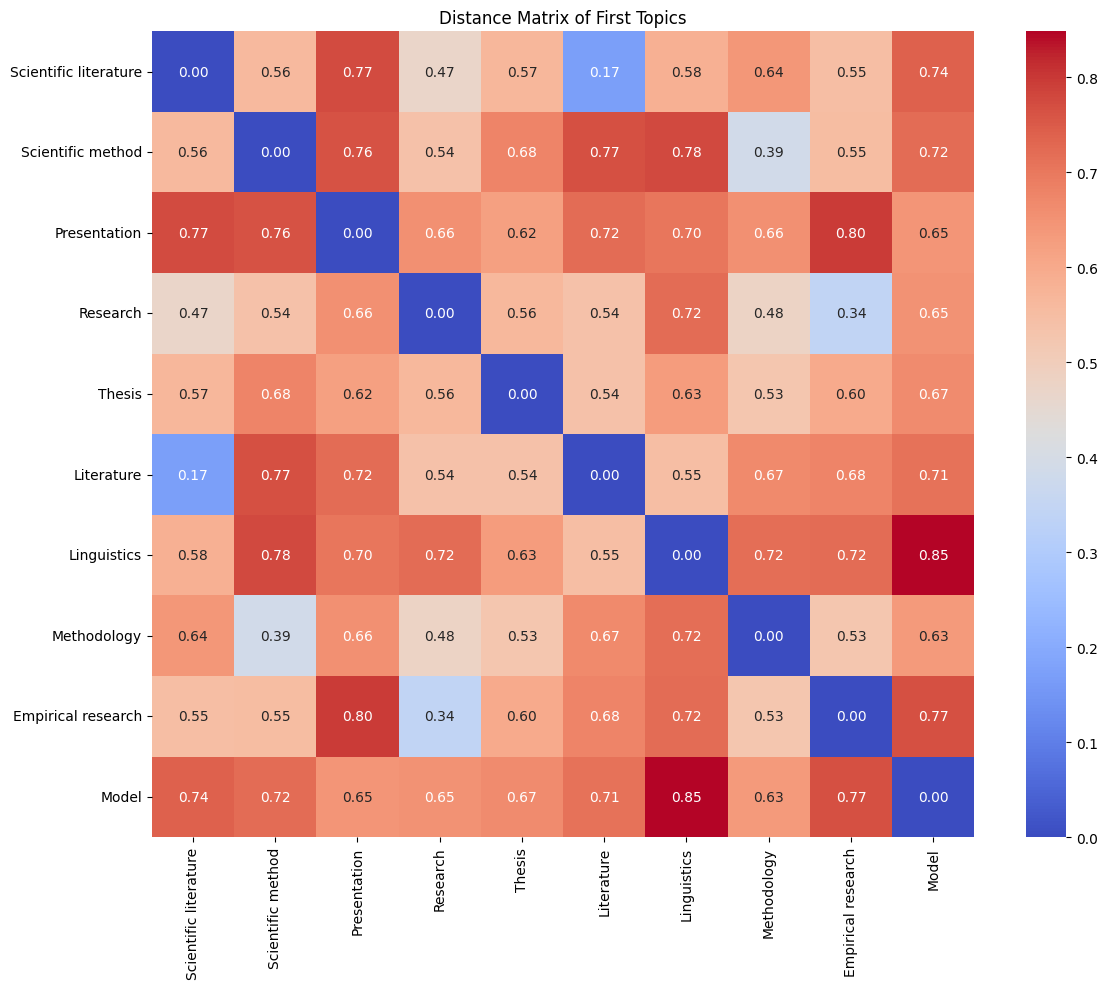 Distance Matrix of First Topics
Scientific literature 0.00 0.56 0.77 0.47 0.57 0.17 0.58 0.64 0.55 0.74
Scientific method 0.56 0.00 0.76 0.54 0.68 0.77 0.78 0.39 0.55 0.72
Presentation 0.77 0.76 0.00 0.66 0.62 0.72 0.70 0.66 0.80 0.65
Research 0.47 0.54 0.66 0.00 0.56 0.54 0.72 0.48 0.34 0.65
Thesis 0.57 0.68 0.62 0.56 0.00 0.54 0.63 0.53 0.60 0.67
Literature 0.17 0.77 0.72 0.54 0.54 0.00 0.55 0.67 0.68 0.71
Linguistics 0.58 0.78 0.70 0.72 0.63 0.55 0.00 0.72 0.72 0.85
Methodology 0.64 0.39 0.66 0.48 0.53 0.67 0.72 0.00 0.53 0.63
Empirical research 0.55 0.55 0.80 0.34 0.60 0.68 0.72 0.53 0.00 0.77
Model 0.74 0.72 0.65 0.65 0.67 0.71 0.85 0.63 0.77 0.00
Scientific literature
Scientific method
Presentation
Research
Thesis
Literature
Linguistics
Methodology
Empirical research
Model
0.8
0.7
0.6
0.5
0.4
0.3
0.2
0.1
0.0